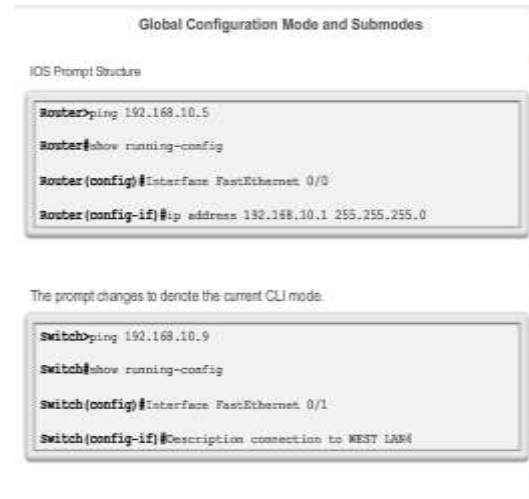 Global Configuration Mode and Submodes
IOS Prompt Structure
Router>ping 192.168.10.5
Router#show running-config
Router(config)#Interface FastEthernet 0/0
Router(config-if)#ip address 192.168.10.1 255.255.255.0
The prompt changes to denote the current CLI mode.
Switch>ping 192.168.10.9
Switch#show running-config
Switch(config)#Interface FastEthernet 0/1
Switch(config-if)#Description connection to WEST LAN4